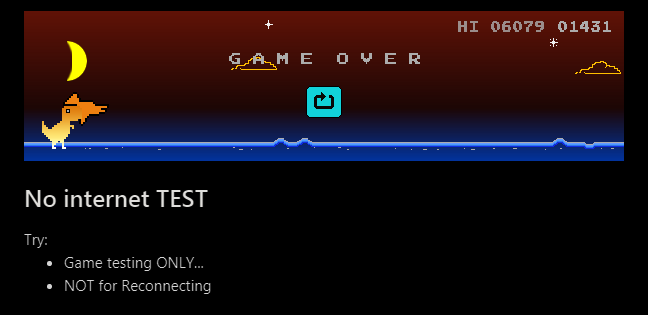 HI 06079 01431
GAME OVER
No internet TEST
Try:
Game testing ONLY...
NOT for Reconnecting